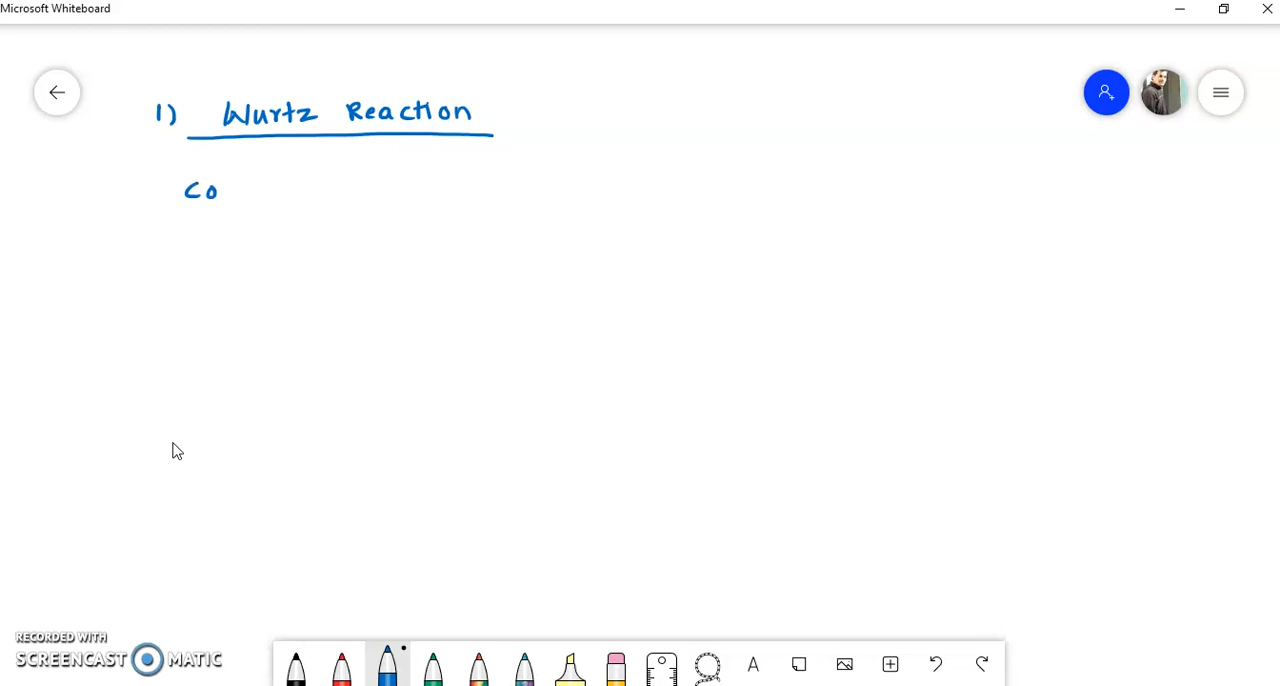 Microsoft Whiteboard
1) Wurtz Reaction
Co
RECORDED WITH
SCREENCAST MATIC
A